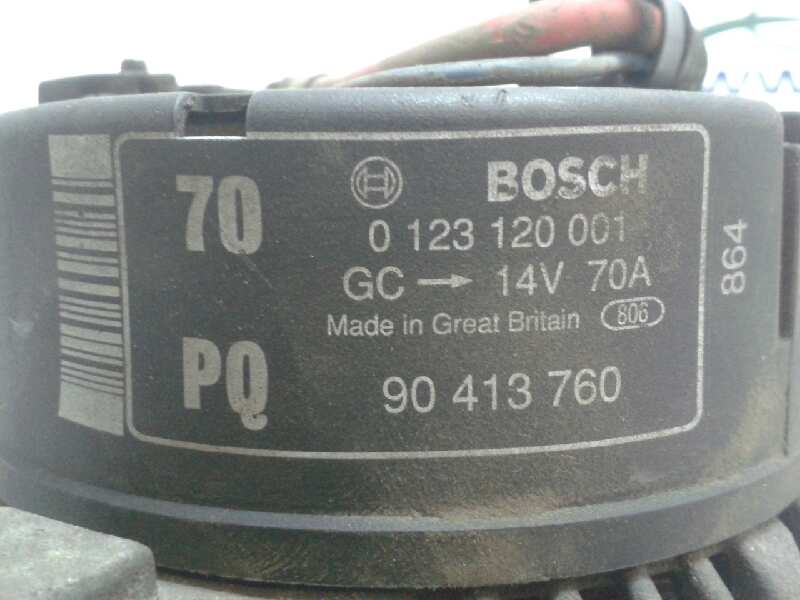 70
BOSCH
0 123 120 001
GC → 14V 70A
Made in Great Britain 806
PQ
90 413 760
864